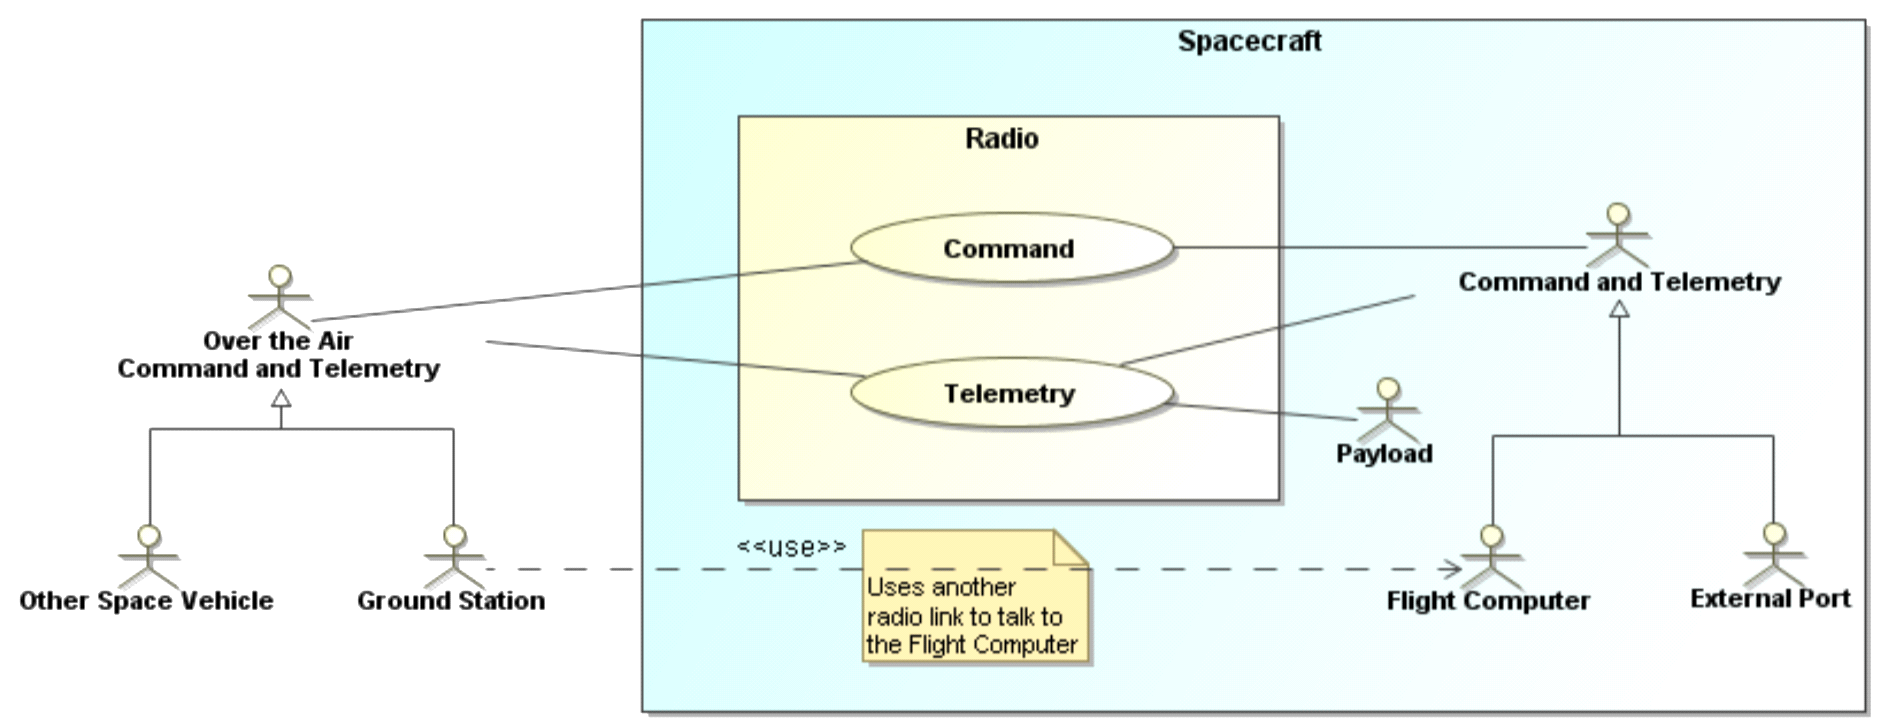 Spacecraft
Radio
Command
Command and Telemetry
Over the Air
Command and Telemetry
Telemetry
Payload
<<use>>
Uses another
radio link to talk to
the Flight Computer
Other Space Vehicle
Ground Station
Flight Computer
External Port